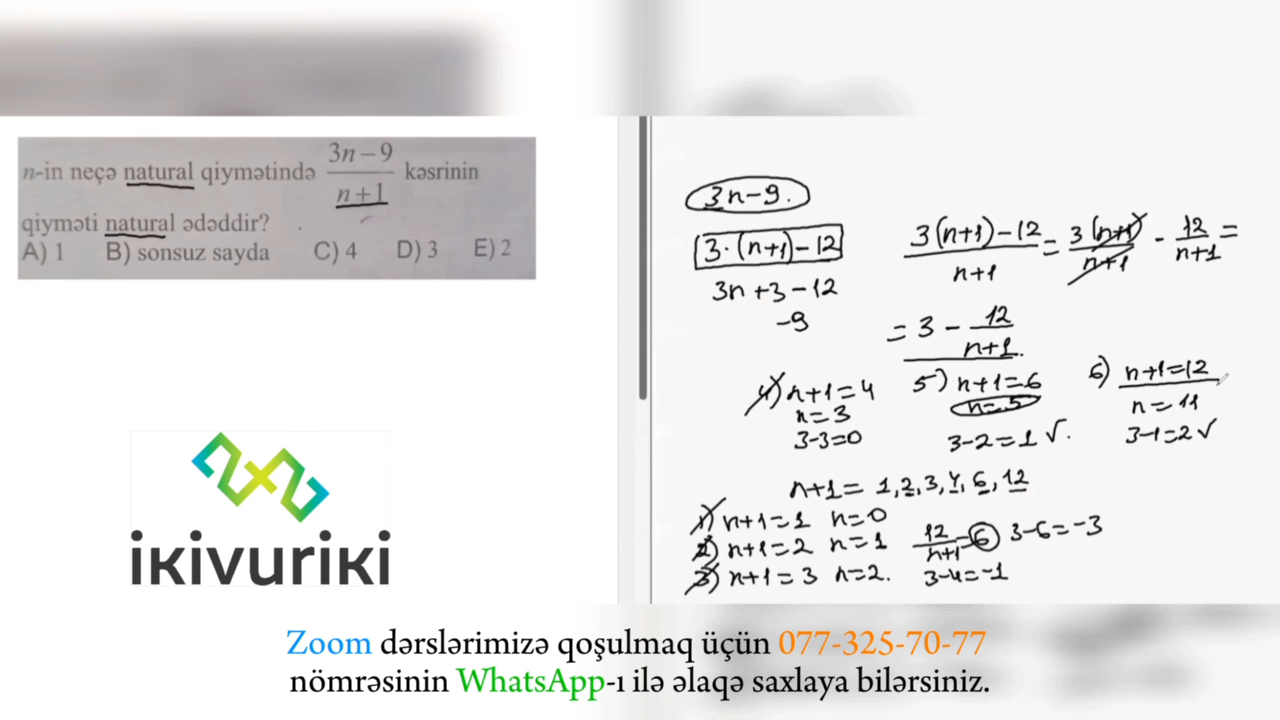 n-in neçə natural qiymətində (3n – 9)/(n + 1) kəsrinin
qiyməti natural ədəddir?
A) 1 B) sonsuz sayda C) 4 D) 3 E) 2
3n-9.
3·(n+1)-12
3n+3-12
-9
(3(n+1)-12)/(n+1) = (3(n+1))/(n+1) - 12/(n+1) =
= 3 - 12/(n+1).
4) n+1=4
n=3
3-3=0
5) n+1=6
n=5
3-2=1 √.
6) n+1=12
n=11
3-1=2 √
n+1= 1,2,3,4,6,12
1) n+1=1 n=0
2) n+1=2 n=1 12/(n+1)=6 3-6=-3
3) n+1=3 n=2. 3-4=-1
ikivuriki
Zoom dərslərimizə qoşulmaq üçün 077-325-70-77
nömrəsinin WhatsApp-ı ilə əlaqə saxlaya bilərsiniz.